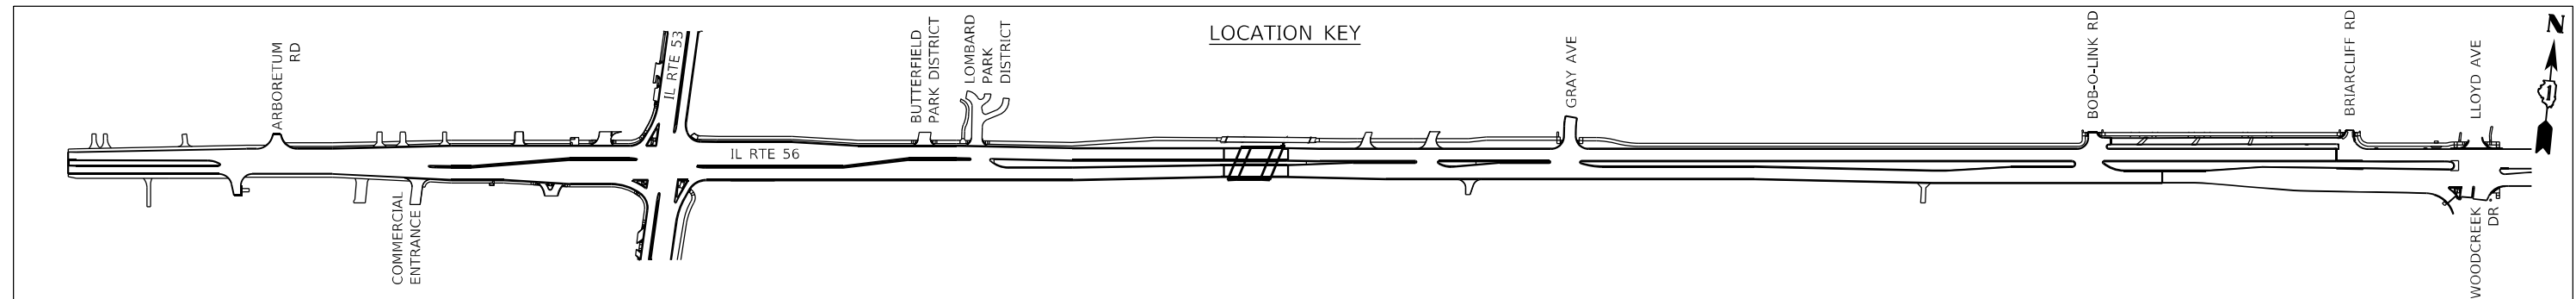 LOCATION KEY
ARBORETUM
RD
IL RTE 53
BUTTERFIELD
PARK DISTRICT
LOMBARD
PARK
DISTRICT
GRAY AVE
BOB-O-LINK RD
BRIARCLIFF RD
LLOYD AVE
N
1
IL RTE 56
COMMERCIAL
ENTRANCE
WOODCREEK
DR